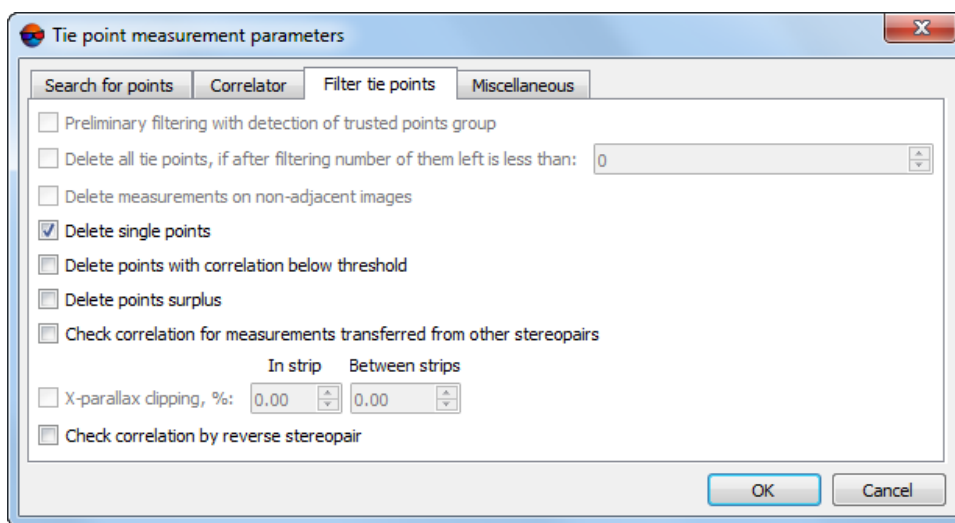 Tie point measurement parameters
Search for points Correlator Filter tie points Miscellaneous
Preliminary filtering with detection of trusted points group
Delete all tie points, if after filtering number of them left is less than: 0
Delete measurements on non-adjacent images
Delete single points
Delete points with correlation below threshold
Delete points surplus
Check correlation for measurements transferred from other stereopairs
In strip Between strips
X-parallax clipping, %: 0.00 0.00
Check correlation by reverse stereopair
OK Cancel